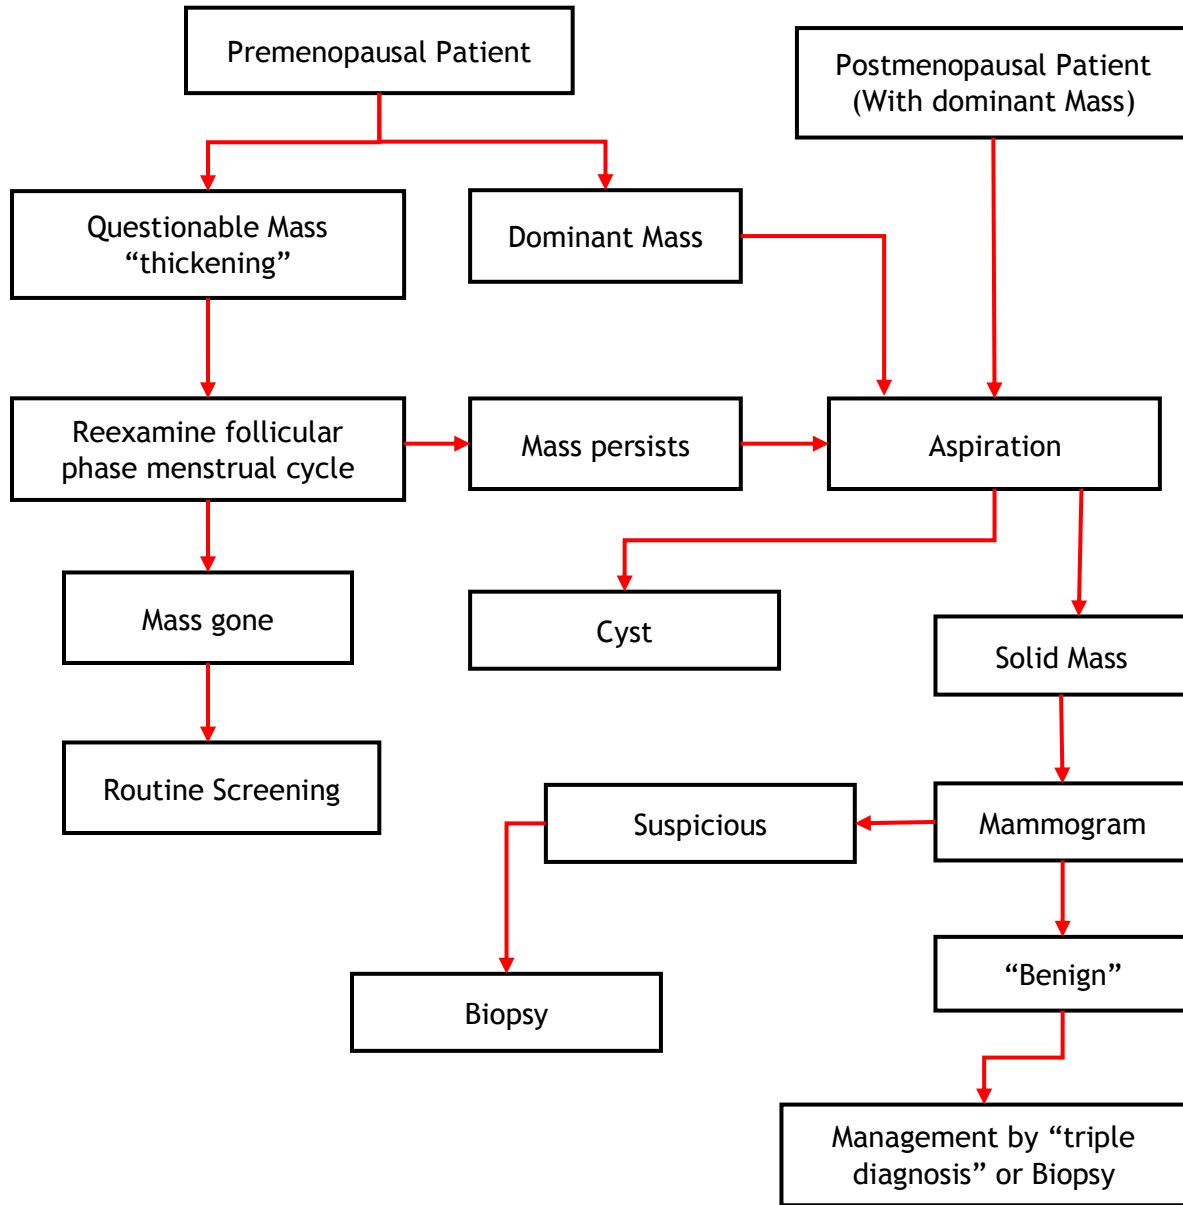 Premenopausal Patient
Postmenopausal Patient
(With dominant Mass)
Questionable Mass
“thickening”
Dominant Mass
Reexamine follicular
phase menstrual cycle
Mass persists
Aspiration
Mass gone
Cyst
Solid Mass
Routine Screening
Suspicious
Mammogram
Biopsy
“Benign”
Management by “triple
diagnosis” or Biopsy